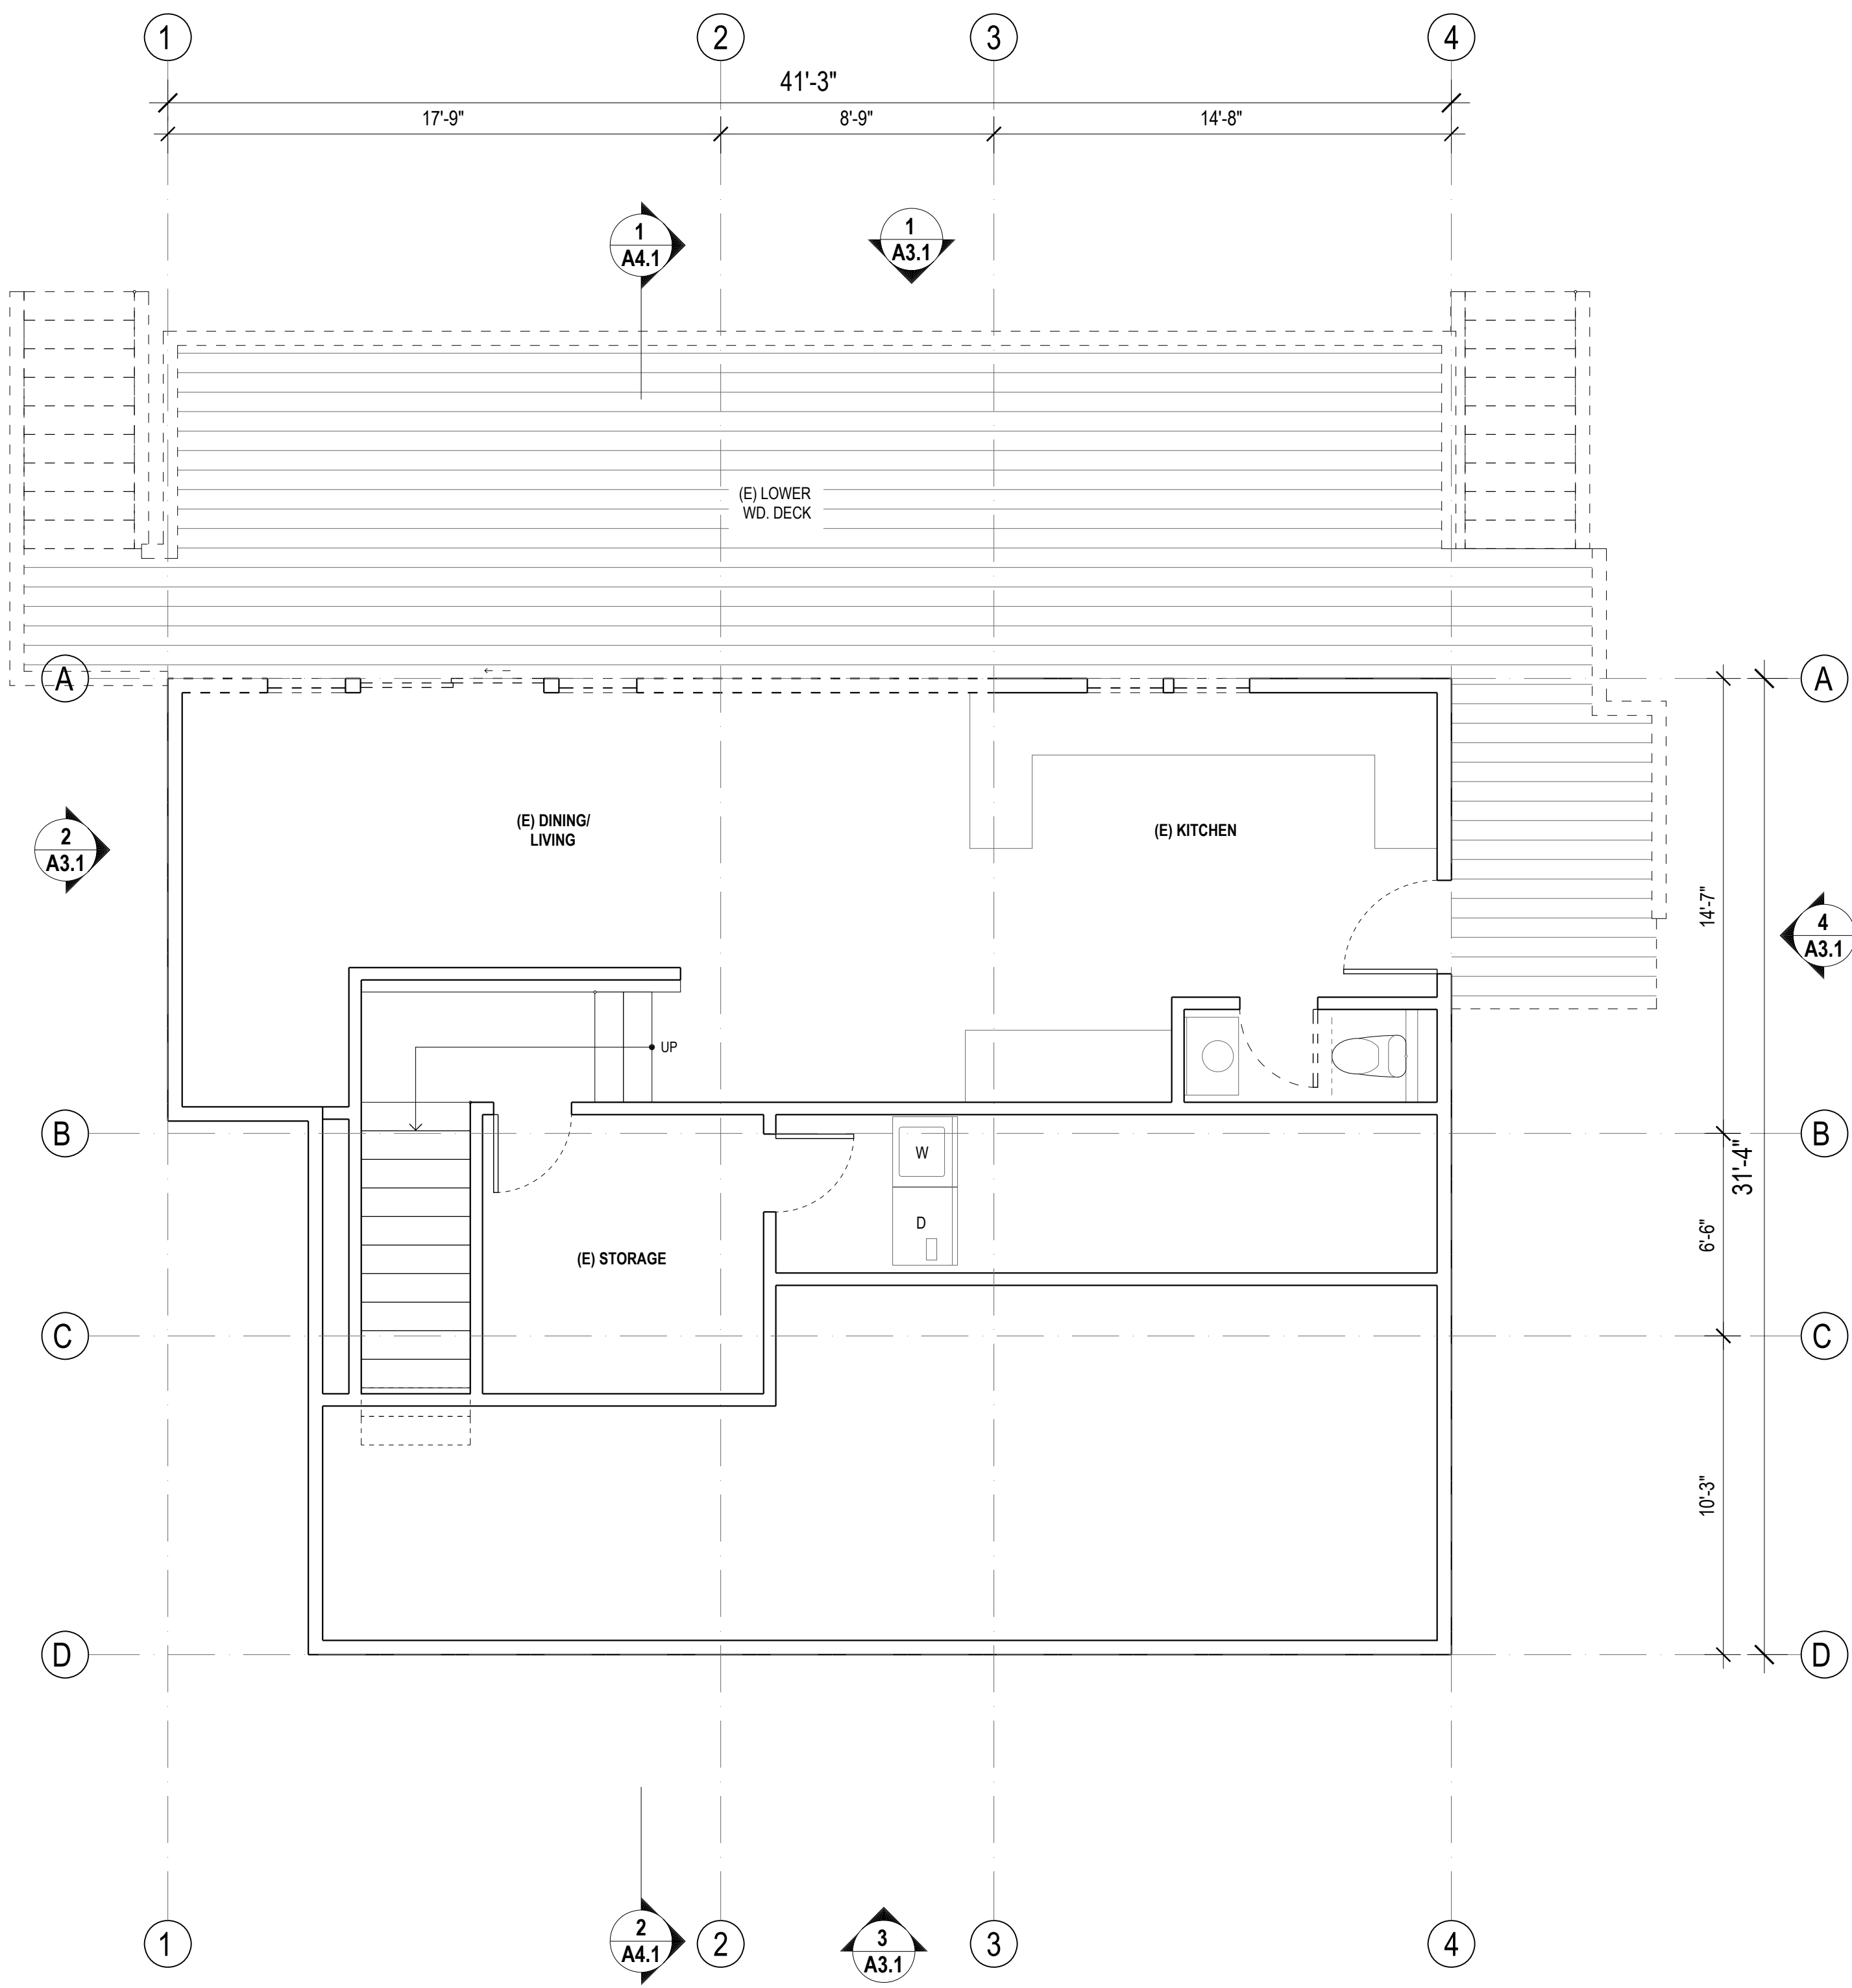 1
2
3
4
41'-3"
17'-9"
8'-9"
14'-8"
1
A4.1
1
A3.1
(E) LOWER
WD. DECK
A
A
(E) DINING/
LIVING
(E) KITCHEN
2
A3.1
14'-7"
4
A3.1
UP
B
B
W
31'-4"
D
6'-6"
(E) STORAGE
C
C
10'-3"
D
D
2
A4.1
3
A3.1
1
2
3
4